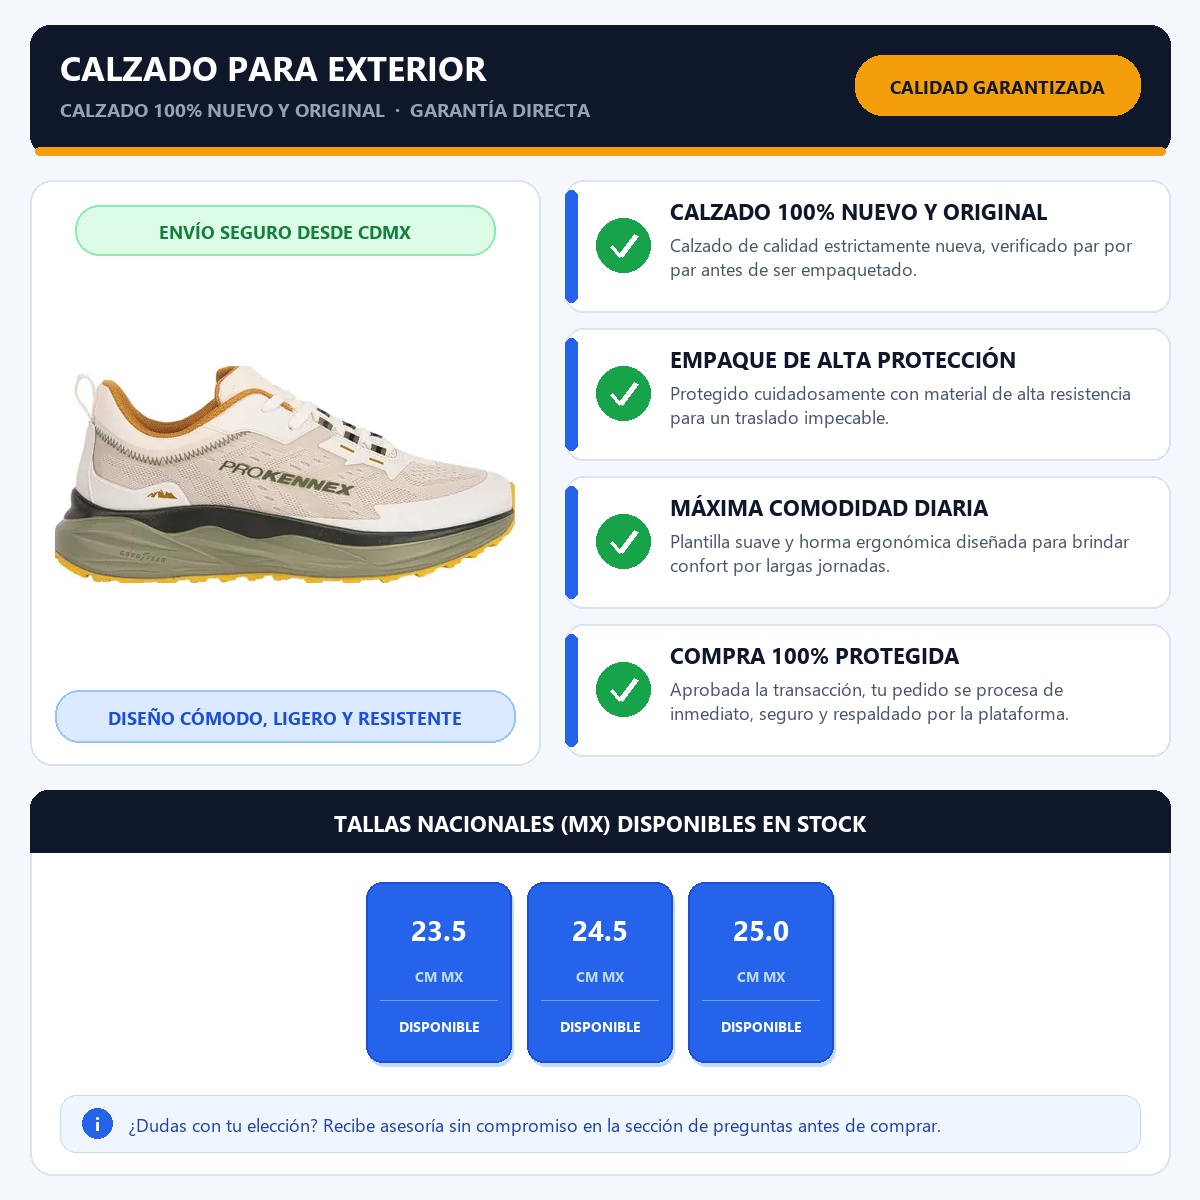 CALZADO PARA EXTERIOR
CALZADO 100% NUEVO Y ORIGINAL · GARANTÍA DIRECTA
CALIDAD GARANTIZADA
ENVÍO SEGURO DESDE CDMX
PROKENNEX
GOODYEAR
DISEÑO CÓMODO, LIGERO Y RESISTENTE
CALZADO 100% NUEVO Y ORIGINAL
Calzado de calidad estrictamente nueva, verificado par por
par antes de ser empaquetado.
EMPAQUE DE ALTA PROTECCIÓN
Protegido cuidadosamente con material de alta resistencia
para un traslado impecable.
MÁXIMA COMODIDAD DIARIA
Plantilla suave y horma ergonómica diseñada para brindar
confort por largas jornadas.
COMPRA 100% PROTEGIDA
Aprobada la transacción, tu pedido se procesa de
inmediato, seguro y respaldado por la plataforma.
TALLAS NACIONALES (MX) DISPONIBLES EN STOCK
23.5
CM MX
DISPONIBLE
24.5
CM MX
DISPONIBLE
25.0
CM MX
DISPONIBLE
¿Dudas con tu elección? Recibe asesoría sin compromiso en la sección de preguntas antes de comprar.